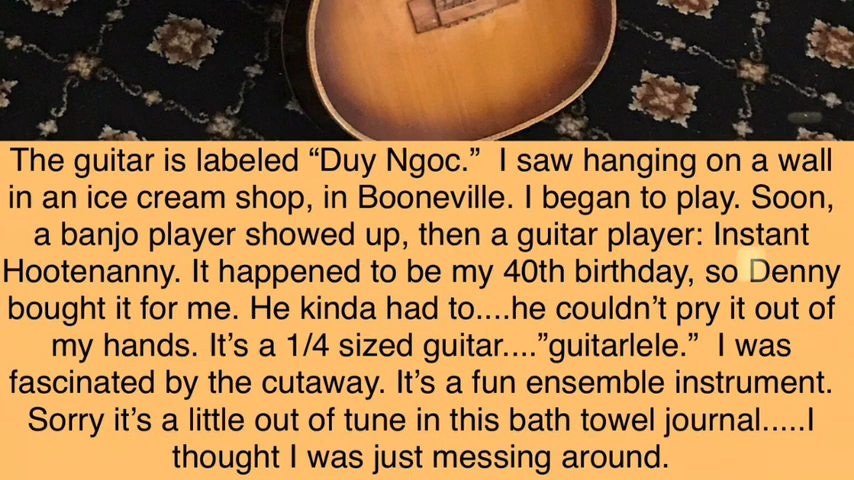 The guitar is labeled “Duy Ngoc.”  I saw hanging on a wall
in an ice cream shop, in Booneville. I began to play. Soon,
a banjo player showed up, then a guitar player: Instant
Hootenanny. It happened to be my 40th birthday, so Denny
bought it for me. He kinda had to....he couldn’t pry it out of
my hands. It’s a 1/4 sized guitar....”guitarlele.”  I was
fascinated by the cutaway. It’s a fun ensemble instrument.
Sorry it’s a little out of tune in this bath towel journal.....I
thought I was just messing around.